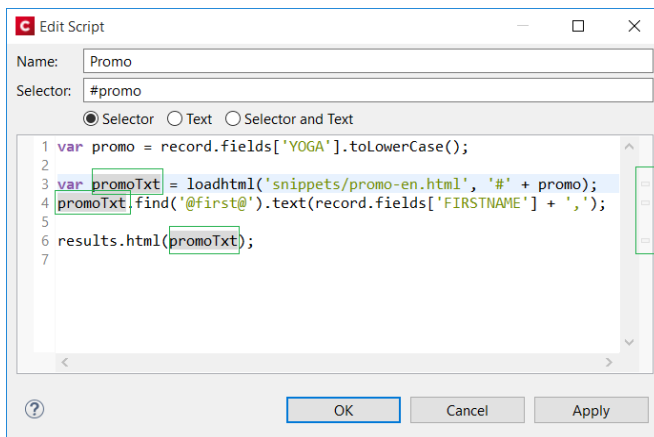 C Edit Script
Name: Promo
Selector: #promo
Selector Text Selector and Text
1 var promo = record.fields['YOGA'].toLowerCase();
2
3 var promoTxt = loadhtml('snippets/promo-en.html', '#' + promo);
4 promoTxt.find('@first@').text(record.fields['FIRSTNAME'] + ',');
5
6 results.html(promoTxt);
7
? OK Cancel Apply